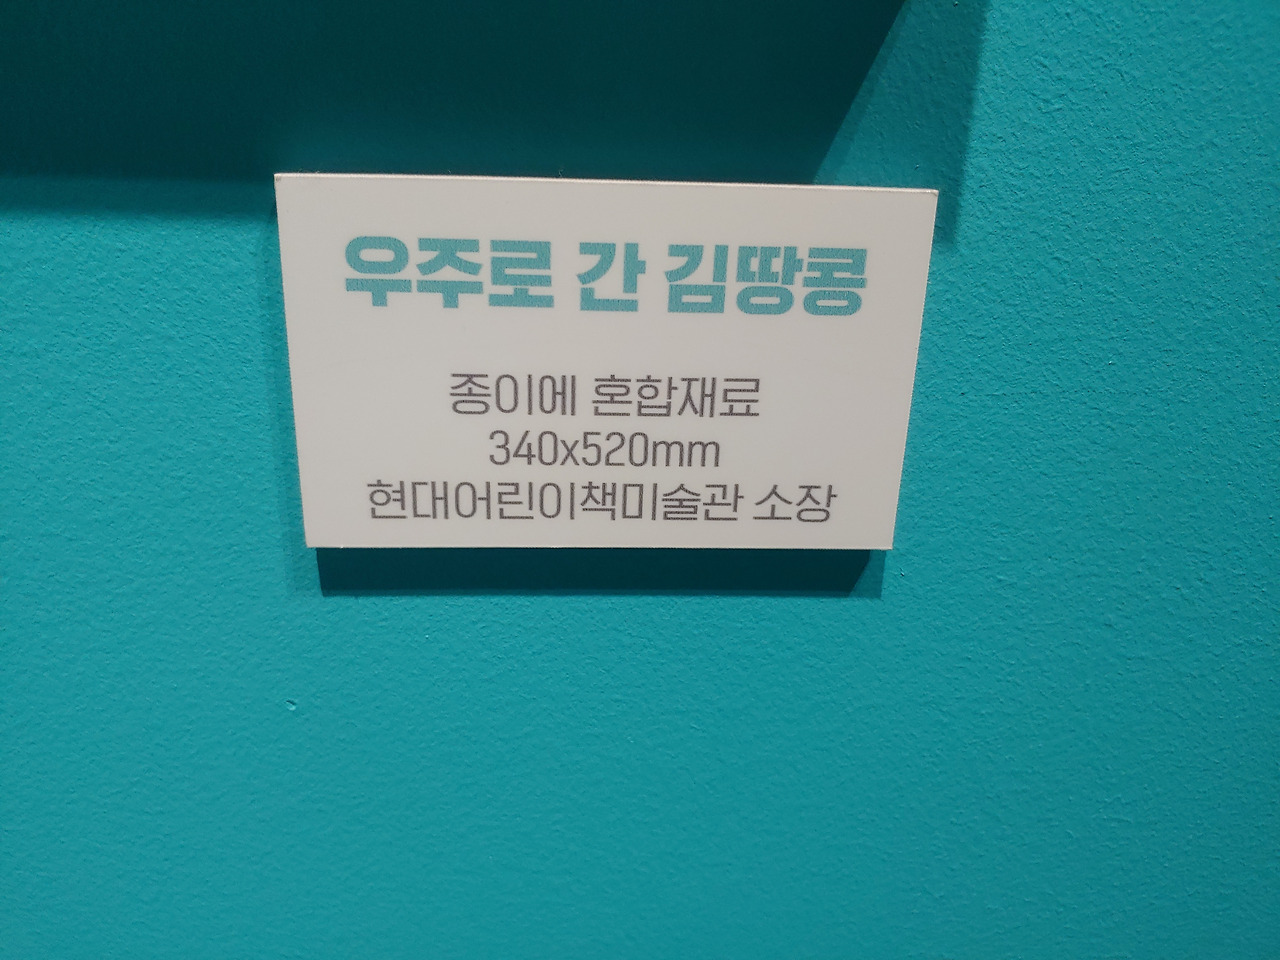 우주로 간 김땅콩
종이에 혼합재료
340x520mm
현대어린이책미술관 소장